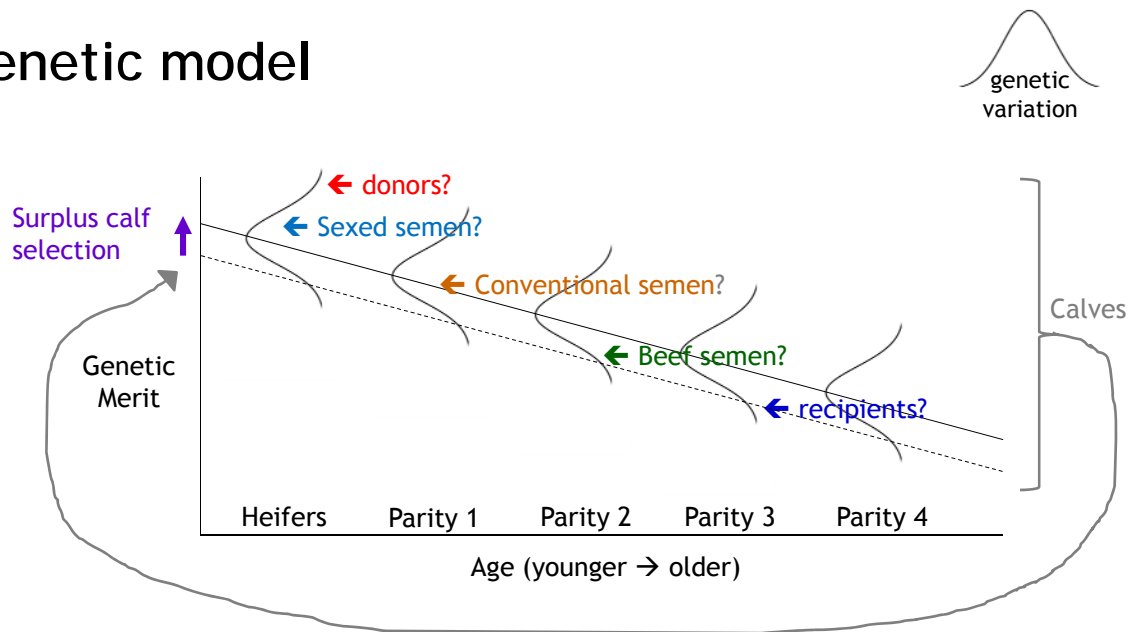 enetic model
genetic
variation
donors?
Surplus calf
selection
Sexed semen?
Conventional semen?
Calves
Beef semen?
Genetic
Merit
recipients?
Heifers Parity 1 Parity 2 Parity 3 Parity 4
Age (younger → older)